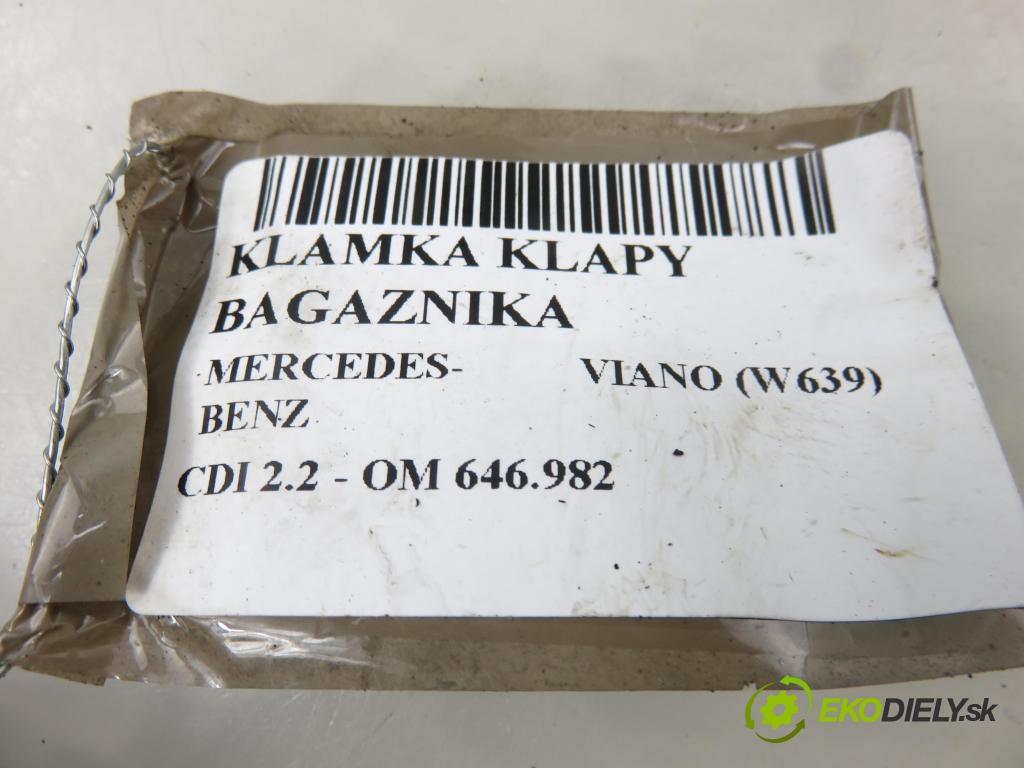 KLAMKA KLAPY
BAGAZNIKA
MERCEDES- VIANO (W639)
BENZ
CDI 2.2 - OM 646.982
EKODIELY.sk